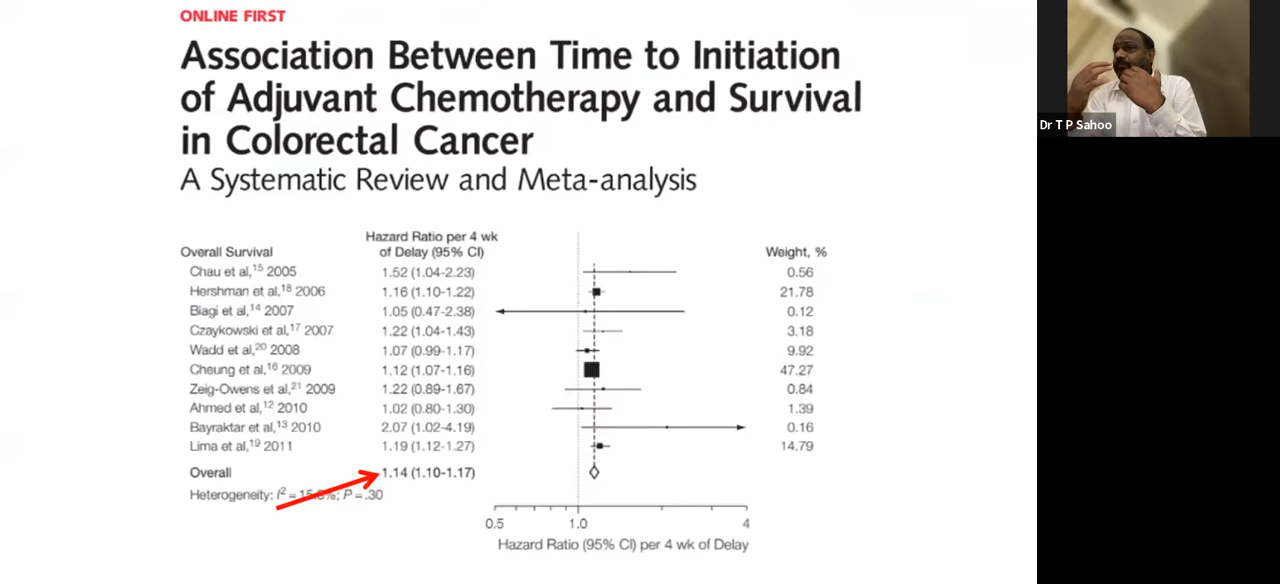 ONLINE FIRST
Association Between Time to Initiation
of Adjuvant Chemotherapy and Survival
in Colorectal Cancer
A Systematic Review and Meta-analysis
Dr T P Sahoo
Hazard Ratio per 4 wk
Overall Survival of Delay (95% CI) Weight, %
Chau et al,15 2005 1.52 (1.04-2.23) 0.56
Hershman et al,18 2006 1.16 (1.10-1.22) 21.78
Biagi et al,14 2007 1.05 (0.47-2.38) 0.12
Czaykowski et al,17 2007 1.22 (1.04-1.43) 3.18
Wadd et al,20 2008 1.07 (0.99-1.17) 9.92
Cheung et al,16 2009 1.12 (1.07-1.16) 47.27
Zeig-Owens et al,21 2009 1.22 (0.89-1.67) 0.84
Ahmed et al,12 2010 1.02 (0.80-1.30) 1.39
Bayraktar et al,13 2010 2.07 (1.02-4.19) 0.16
Lima et al,19 2011 1.19 (1.12-1.27) 14.79
Overall 1.14 (1.10-1.17)
Heterogeneity: I2 = P = .30
0.5 1.0 4
Hazard Ratio (95% CI) per 4 wk of Delay